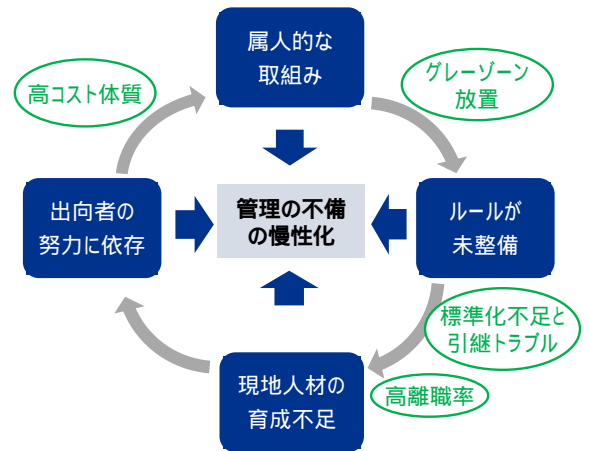 属人的な
取組み
高コスト体質
グレーゾーン
放置
出向者の
努力に依存
管理の不備
の慢性化
ルールが
未整備
標準化不足と
引継トラブル
現地人材の
育成不足
高離職率